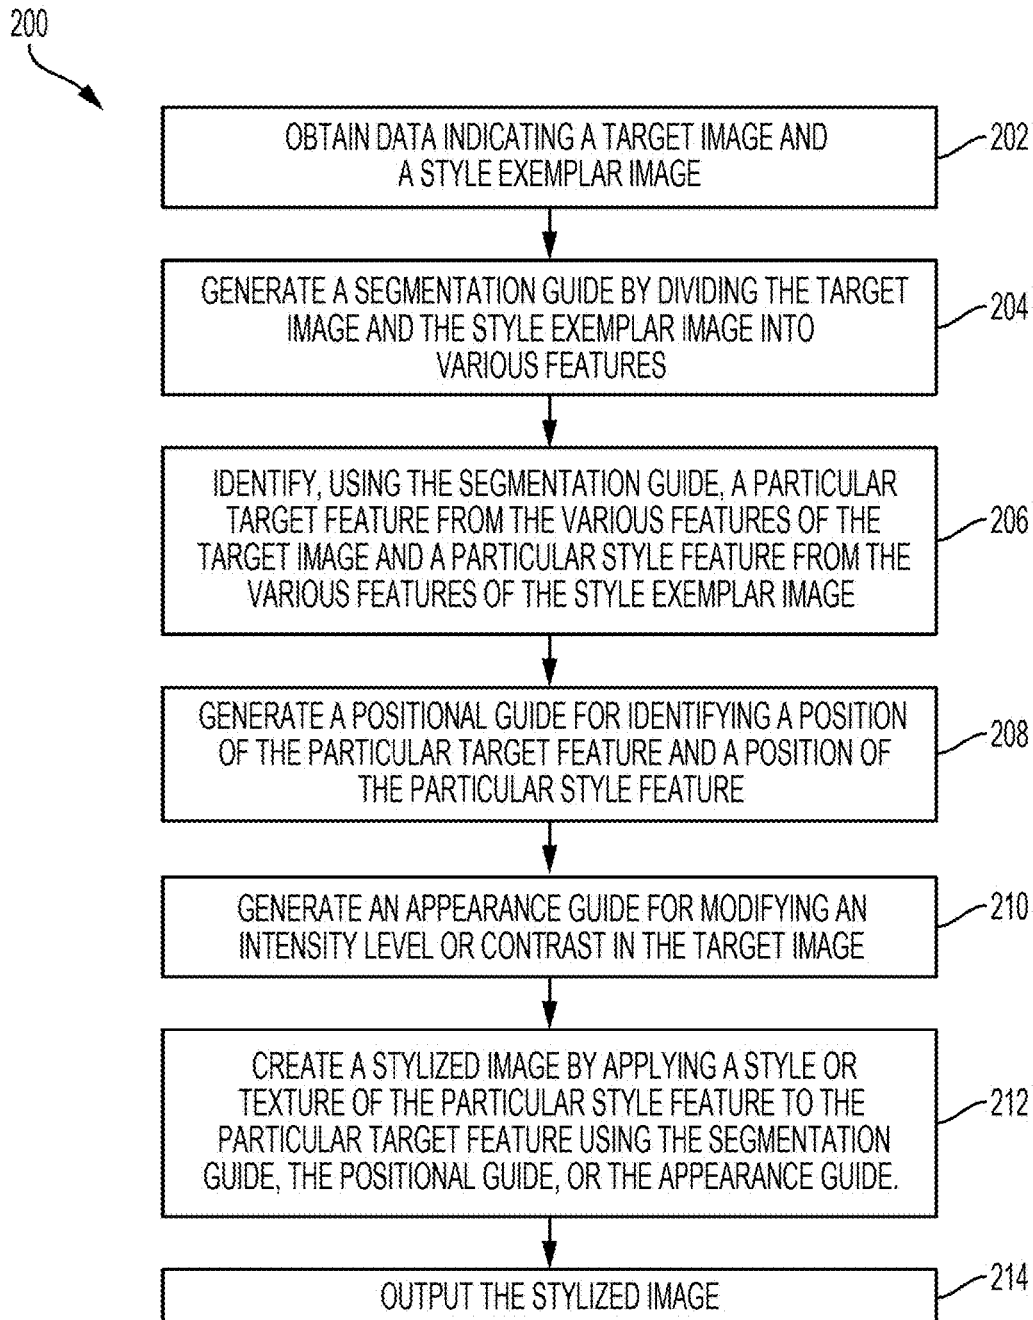 200
OBTAIN DATA INDICATING A TARGET IMAGE AND
A STYLE EXEMPLAR IMAGE
202
GENERATE A SEGMENTATION GUIDE BY DIVIDING THE TARGET
IMAGE AND THE STYLE EXEMPLAR IMAGE INTO
VARIOUS FEATURES
204
IDENTIFY, USING THE SEGMENTATION GUIDE, A PARTICULAR
TARGET FEATURE FROM THE VARIOUS FEATURES OF THE
TARGET IMAGE AND A PARTICULAR STYLE FEATURE FROM THE
VARIOUS FEATURES OF THE STYLE EXEMPLAR IMAGE
206
GENERATE A POSITIONAL GUIDE FOR IDENTIFYING A POSITION
OF THE PARTICULAR TARGET FEATURE AND A POSITION OF
THE PARTICULAR STYLE FEATURE
208
GENERATE AN APPEARANCE GUIDE FOR MODIFYING AN
INTENSITY LEVEL OR CONTRAST IN THE TARGET IMAGE
210
CREATE A STYLIZED IMAGE BY APPLYING A STYLE OR
TEXTURE OF THE PARTICULAR STYLE FEATURE TO THE
PARTICULAR TARGET FEATURE USING THE SEGMENTATION
GUIDE, THE POSITIONAL GUIDE, OR THE APPEARANCE GUIDE.
212
OUTPUT THE STYLIZED IMAGE
214